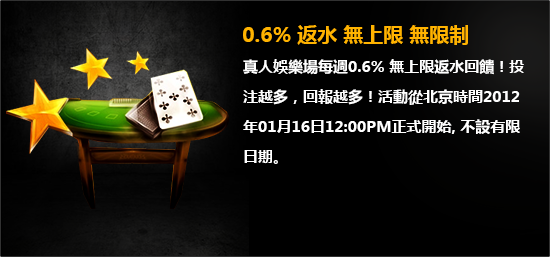 0.6% 返水 無上限 無限制
真人娛樂場每週0.6% 無上限返水回饋！投
注越多，回報越多！活動從北京時間2012
年01月16日12:00PM正式開始, 不設有限
日期。